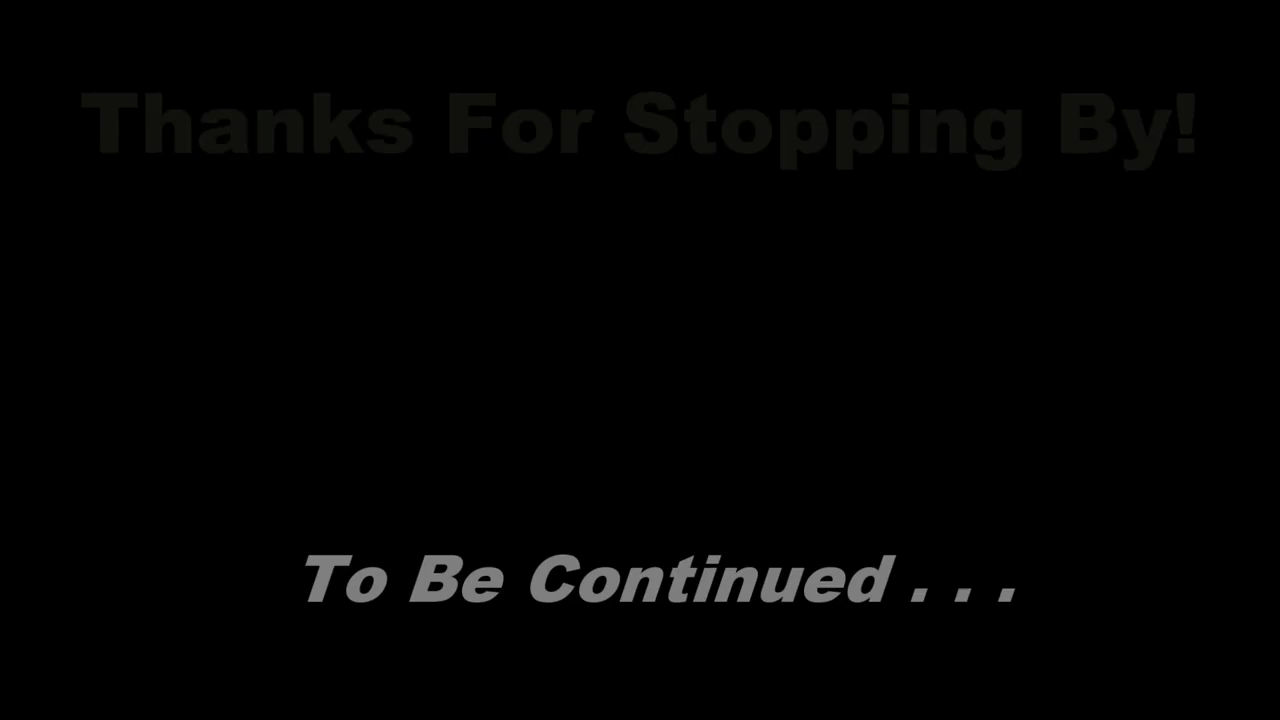 Thanks For Stopping By!
To Be Continued . . .